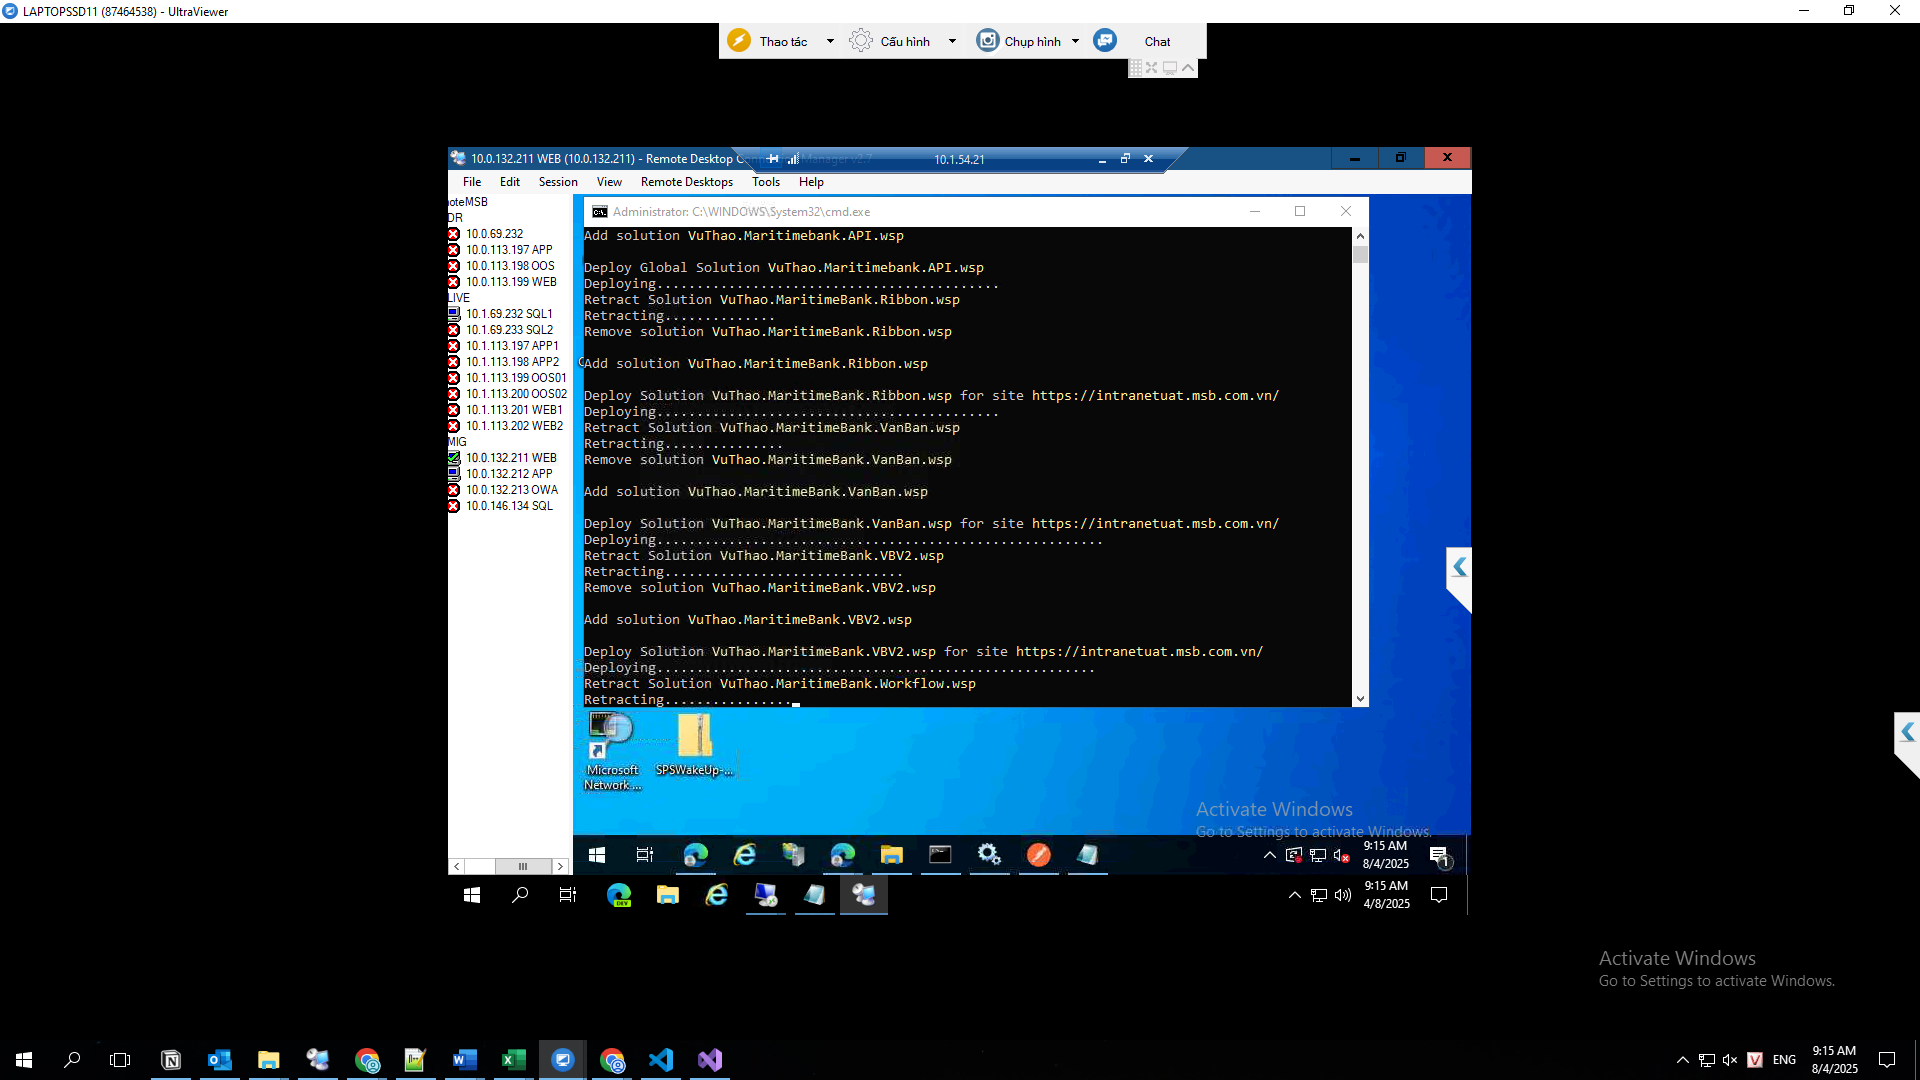 LAPTOPSSD11 (87464538) - UltraViewer
Thao tác
Cấu hình
Chụp hình
Chat
10.0.132.211 WEB (10.0.132.211) - Remote Desktop
10.1.54.21
File Edit Session View Remote Desktops Tools Help
oteMSB
DR
10.0.69.232
10.0.113.197 APP
10.0.113.198 OOS
10.0.113.199 WEB
LIVE
10.1.69.232 SQL1
10.1.69.233 SQL2
10.1.113.197 APP1
10.1.113.198 APP2
10.1.113.199 OOS01
10.1.113.200 OOS02
10.1.113.201 WEB1
10.1.113.202 WEB2
MIG
10.0.132.211 WEB
10.0.132.212 APP
10.0.132.213 OWA
10.0.146.134 SQL
Administrator: C:\WINDOWS\System32\cmd.exe
Add solution VuThao.Maritimebank.API.wsp
Deploy Global Solution VuThao.Maritimebank.API.wsp
Deploying...........................................
Retract Solution VuThao.MaritimeBank.Ribbon.wsp
Retracting..............
Remove solution VuThao.MaritimeBank.Ribbon.wsp
Add solution VuThao.MaritimeBank.Ribbon.wsp
Deploy Solution VuThao.MaritimeBank.Ribbon.wsp for site https://intranetuat.msb.com.vn/
Deploying...........................................
Retract Solution VuThao.MaritimeBank.VanBan.wsp
Retracting...............
Remove solution VuThao.MaritimeBank.VanBan.wsp
Add solution VuThao.MaritimeBank.VanBan.wsp
Deploy Solution VuThao.MaritimeBank.VanBan.wsp for site https://intranetuat.msb.com.vn/
Deploying........................................................
Retract Solution VuThao.MaritimeBank.VBV2.wsp
Retracting..............................
Remove solution VuThao.MaritimeBank.VBV2.wsp
Add solution VuThao.MaritimeBank.VBV2.wsp
Deploy Solution VuThao.MaritimeBank.VBV2.wsp for site https://intranetuat.msb.com.vn/
Deploying.......................................................
Retract Solution VuThao.MaritimeBank.Workflow.wsp
Retracting................
Microsoft
Network ...
SPSWakeUp-...
Activate Windows
Go to Settings to activate Windows.
9:15 AM
8/4/2025
1
9:15 AM
4/8/2025
Activate Windows
Go to Settings to activate Windows.
ENG
9:15 AM
8/4/2025